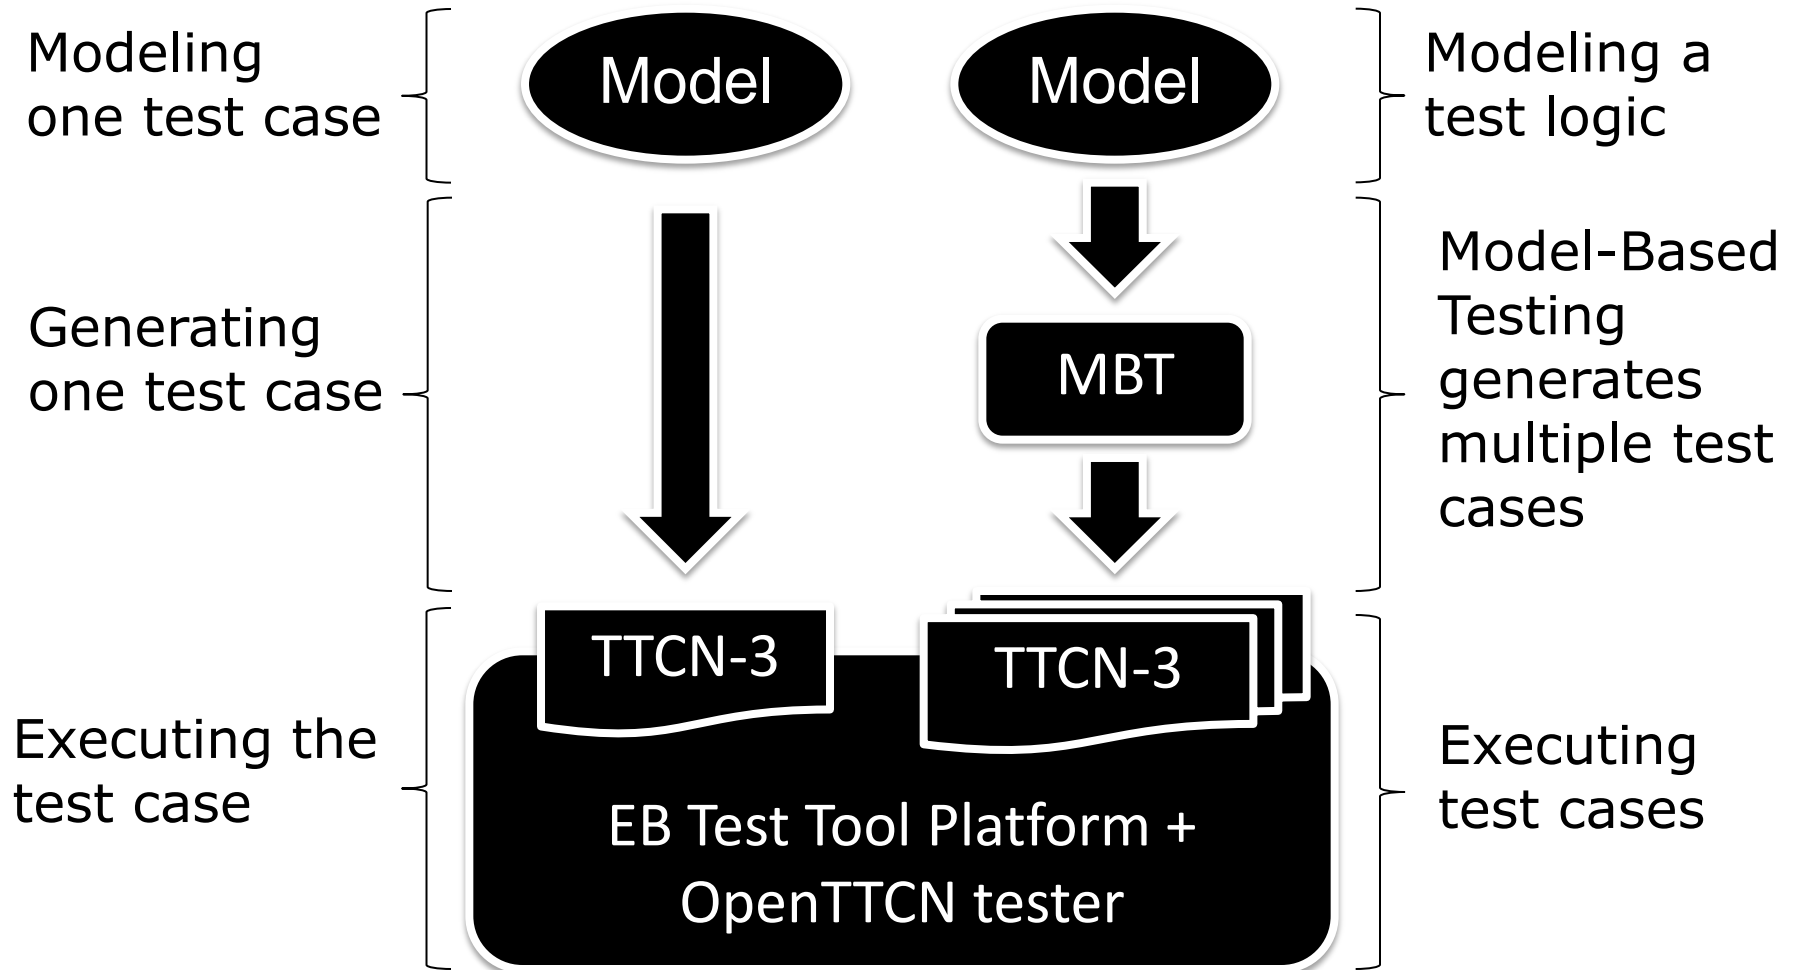 Modeling
one test case
Model
Model
Modeling a
test logic
Generating
one test case
MBT
Model-Based
Testing
generates
multiple test
cases
TTCN-3
TTCN-3
Executing the
test case
EB Test Tool Platform +
OpenTTCN tester
Executing
test cases